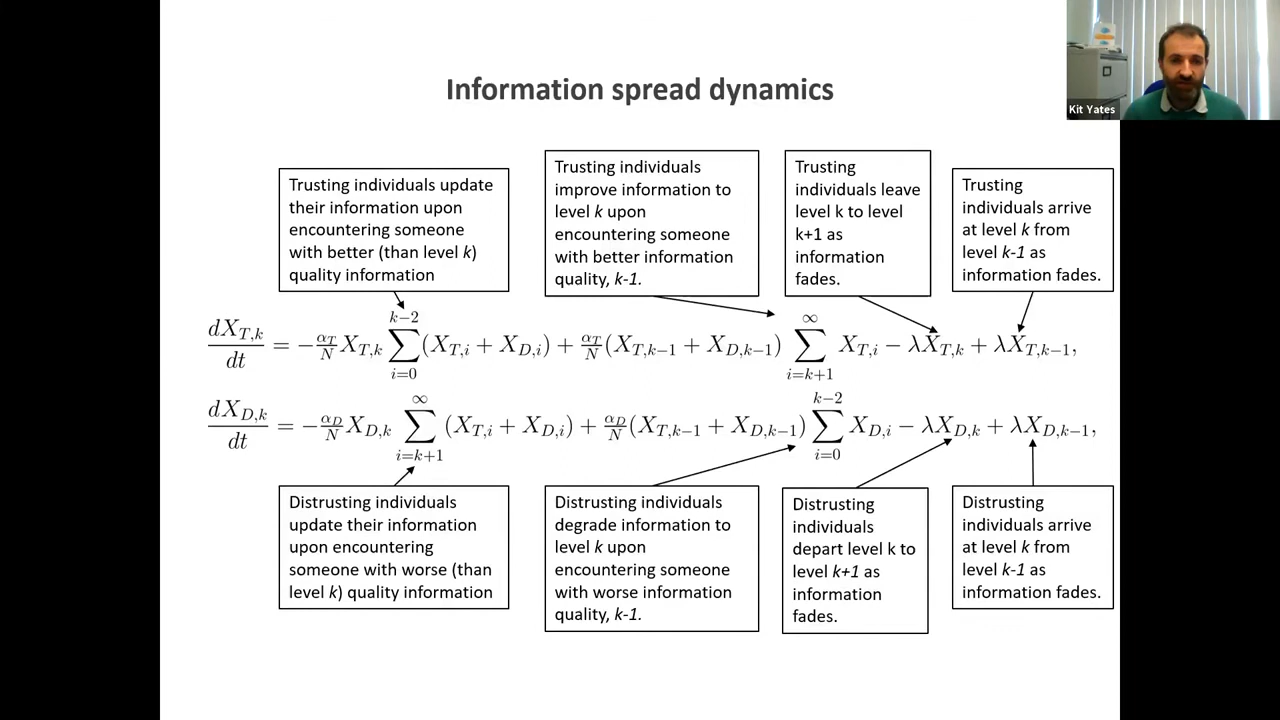 Kit Yates
Information spread dynamics
Trusting individuals update
their information upon
encountering someone
with better (than level k)
quality information
Trusting individuals
improve information to
level k upon
encountering someone
with better information
quality, k-1.
Trusting
individuals leave
level k to level
k+1 as
information
fades.
Trusting
individuals arrive
at level k from
level k-1 as
information fades.
dX_{T,k}/dt = −α_T/N X_{T,k} ∑_{i=0}^{k−2} (X_{T,i} + X_{D,i}) + α_T/N (X_{T,k−1} + X_{D,k−1}) ∑_{i=k+1}^{∞} X_{T,i} − λX_{T,k} + λX_{T,k−1},
dX_{D,k}/dt = −α_D/N X_{D,k} ∑_{i=k+1}^{∞} (X_{T,i} + X_{D,i}) + α_D/N (X_{T,k−1} + X_{D,k−1}) ∑_{i=0}^{k−2} X_{D,i} − λX_{D,k} + λX_{D,k−1},
Distrusting individuals
update their information
upon encountering
someone with worse (than
level k) quality information
Distrusting individuals
degrade information to
level k upon
encountering someone
with worse information
quality, k-1.
Distrusting
individuals
depart level k to
level k+1 as
information
fades.
Distrusting
individuals arrive
at level k from
level k-1 as
information fades.